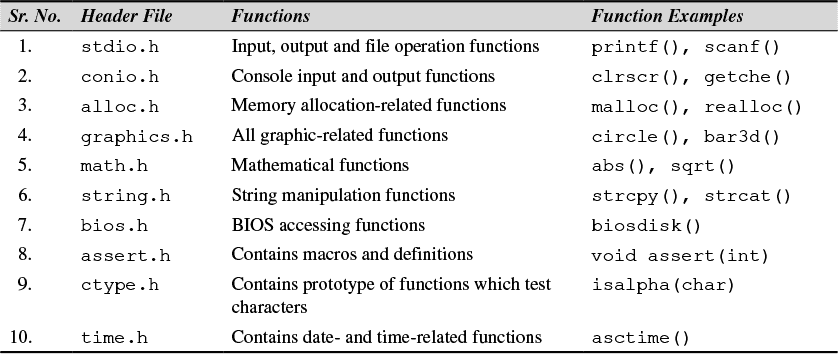 Sr. No. Header File Functions Function Examples
1. stdio.h Input, output and file operation functions printf(), scanf()
2. conio.h Console input and output functions clrscr(), getche()
3. alloc.h Memory allocation-related functions malloc(), realloc()
4. graphics.h All graphic-related functions circle(), bar3d()
5. math.h Mathematical functions abs(), sqrt()
6. string.h String manipulation functions strcpy(), strcat()
7. bios.h BIOS accessing functions biosdisk()
8. assert.h Contains macros and definitions void assert(int)
9. ctype.h Contains prototype of functions which test isalpha(char)
characters
10. time.h Contains date- and time-related functions asctime()